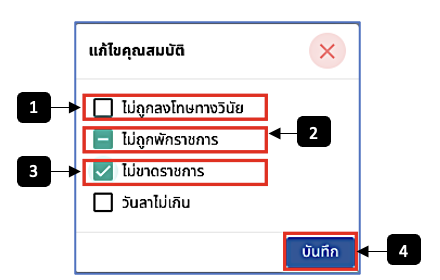 แก้ไขคุณสมบัติ
1 ไม่ถูกลงโทษทางวินัย
ไม่ถูกพักราชการ 2
3 ไม่ขาดราชการ
วันลาไม่เกิน
บันทึก 4